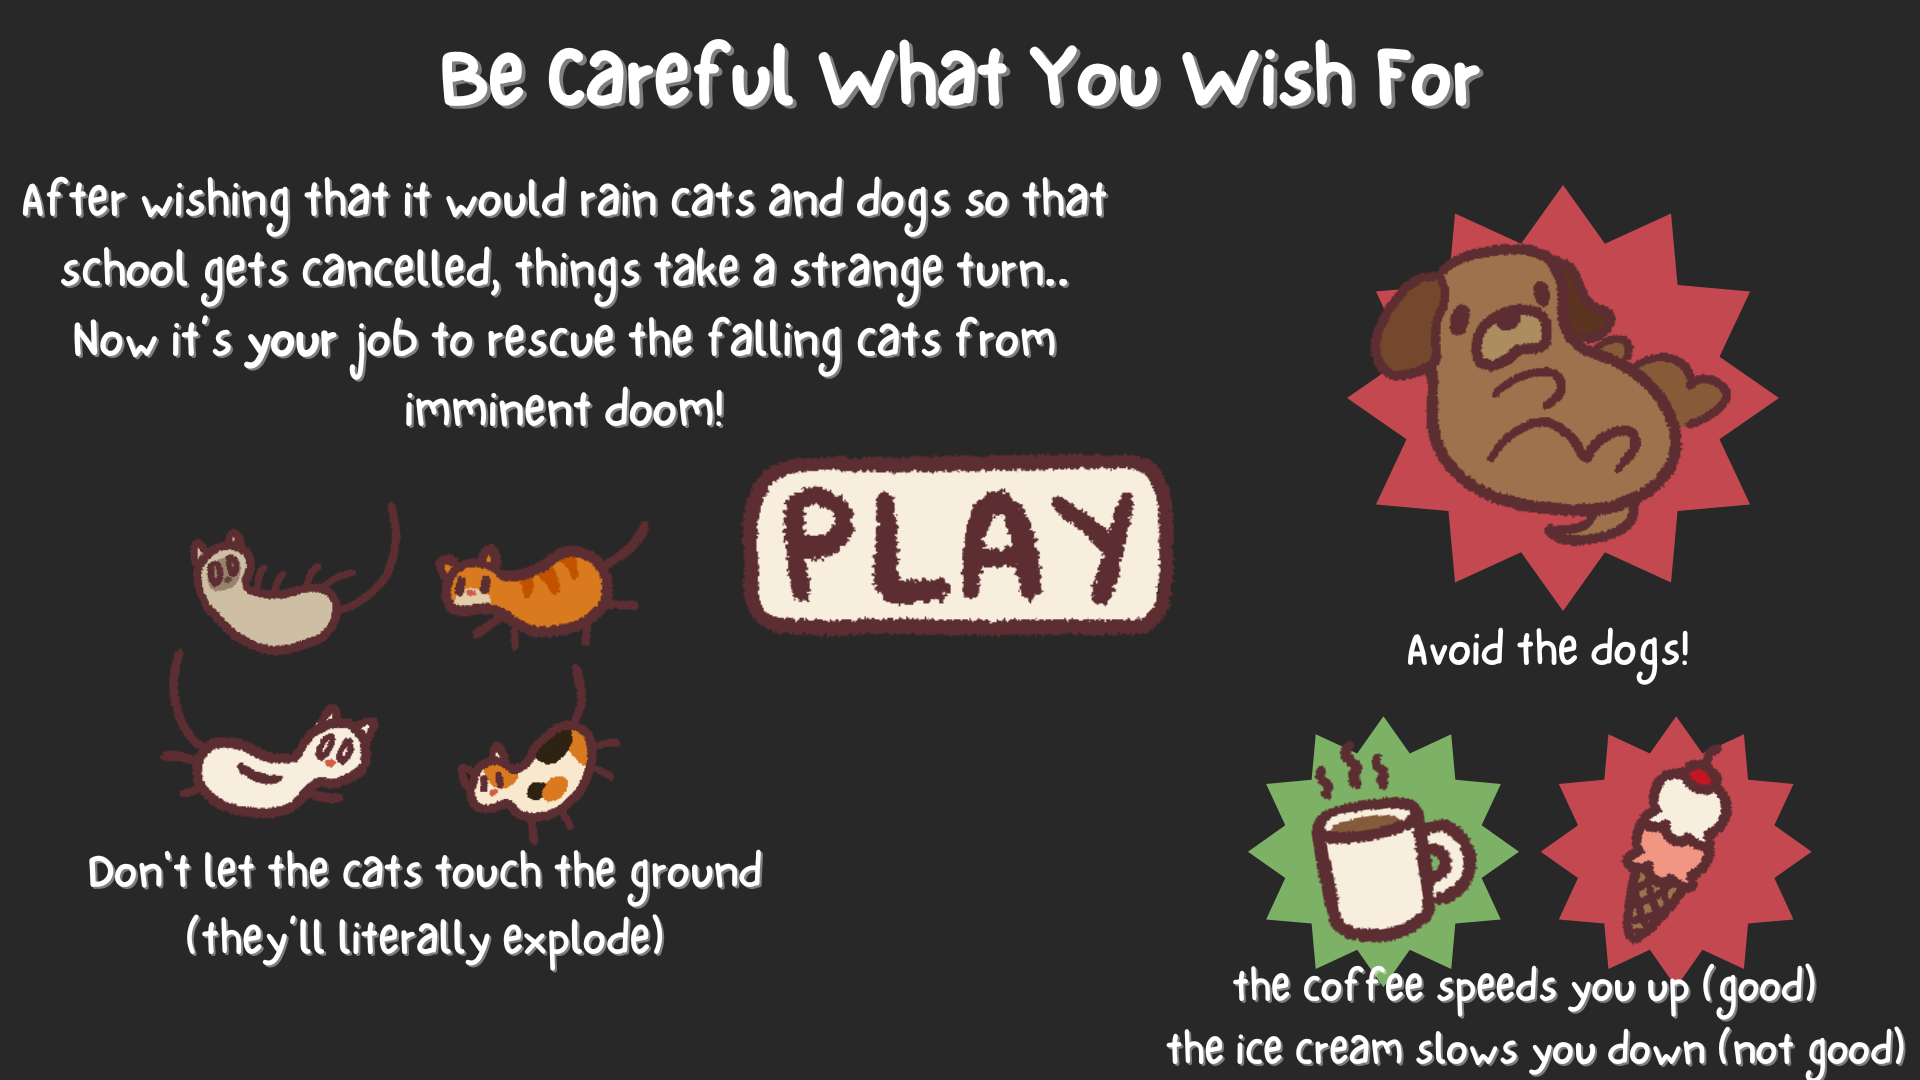 Be Careful What You Wish For
After wishing that it would rain cats and dogs so that
school gets cancelled, things take a strange turn..
Now it's your job to rescue the falling cats from
imminent doom!
PLAY
Avoid the dogs!
Don't let the cats touch the ground
(they'll literally explode)
the coffee speeds you up (good)
the ice cream slows you down (not good)